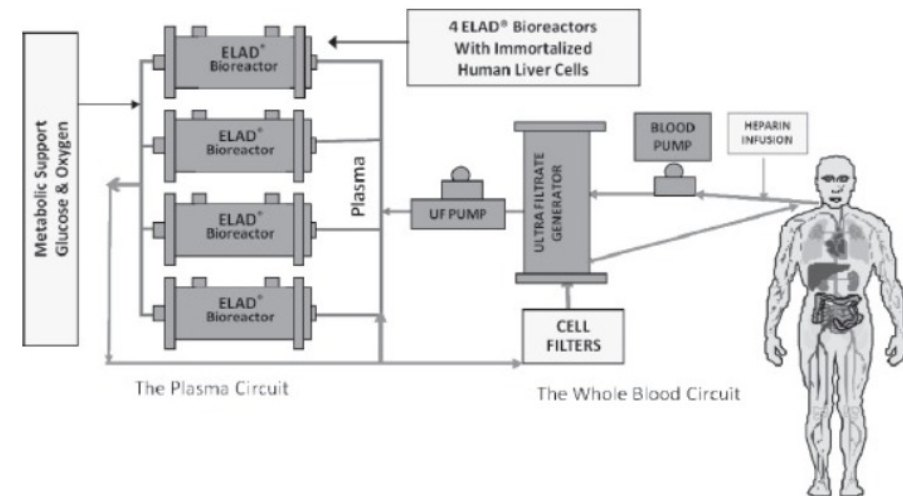 4 ELAD® Bioreactors
With Immortalized
Human Liver Cells
ELAD®
Bioreactor
ELAD®
Bioreactor
ELAD®
Bioreactor
ELAD®
Bioreactor
Metabolic Support
Glucose & Oxygen
Plasma
UF PUMP
ULTRA FILTRATE
GENERATOR
BLOOD
PUMP
HEPARIN
INFUSION
CELL
FILTERS
The Plasma Circuit
The Whole Blood Circuit